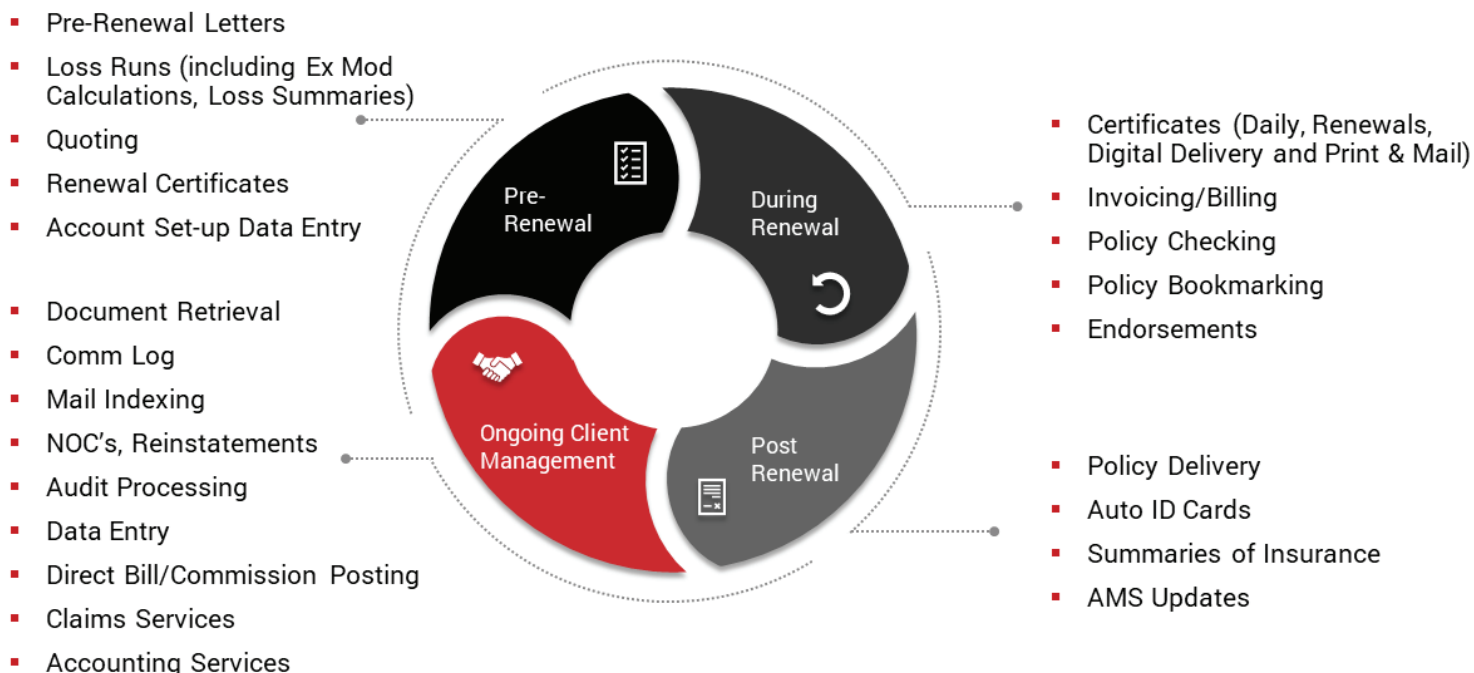 Pre-Renewal Letters
Loss Runs (including Ex Mod
Calculations, Loss Summaries)
Quoting
Renewal Certificates
Account Set-up Data Entry
Document Retrieval
Comm Log
Mail Indexing
NOC’s, Reinstatements
Audit Processing
Data Entry
Direct Bill/Commission Posting
Claims Services
Accounting Services
Pre-
Renewal
During
Renewal
Ongoing Client
Management
Post
Renewal
Certificates (Daily, Renewals,
Digital Delivery and Print & Mail)
Invoicing/Billing
Policy Checking
Policy Bookmarking
Endorsements
Policy Delivery
Auto ID Cards
Summaries of Insurance
AMS Updates